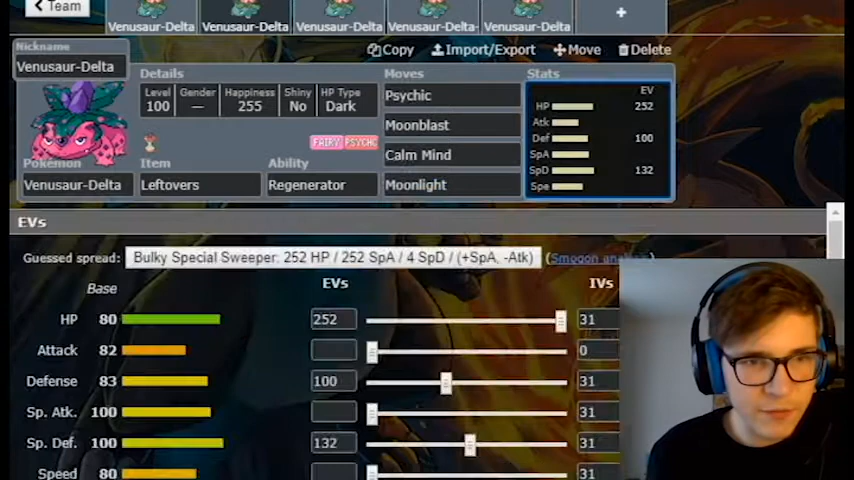 Team
Venusaur-Delta Venusaur-Delta Venusaur-Delta Venusaur-Delta- Venusaur-Delta
+
Copy Import/Export Move Delete
Nickname
Venusaur-Delta
Details
Level Gender Happiness Shiny HP Type
100 — 255 No Dark
FAIRY PSYCHC
Pokémon Item Ability
Venusaur-Delta Leftovers Regenerator
Moves
Psychic
Moonblast
Calm Mind
Moonlight
Stats
EV
HP 252
Atk
Def 100
SpA
SpD 132
Spe
EVs
Guessed spread: Bulky Special Sweeper: 252 HP / 252 SpA / 4 SpD / (+SpA, -Atk) (Smogon
Base EVs IVs
HP 80 252 31
Attack 82 0
Defense 83 100 31
Sp. Atk. 100 31
Sp. Def. 100 132 31
Speed 80 31